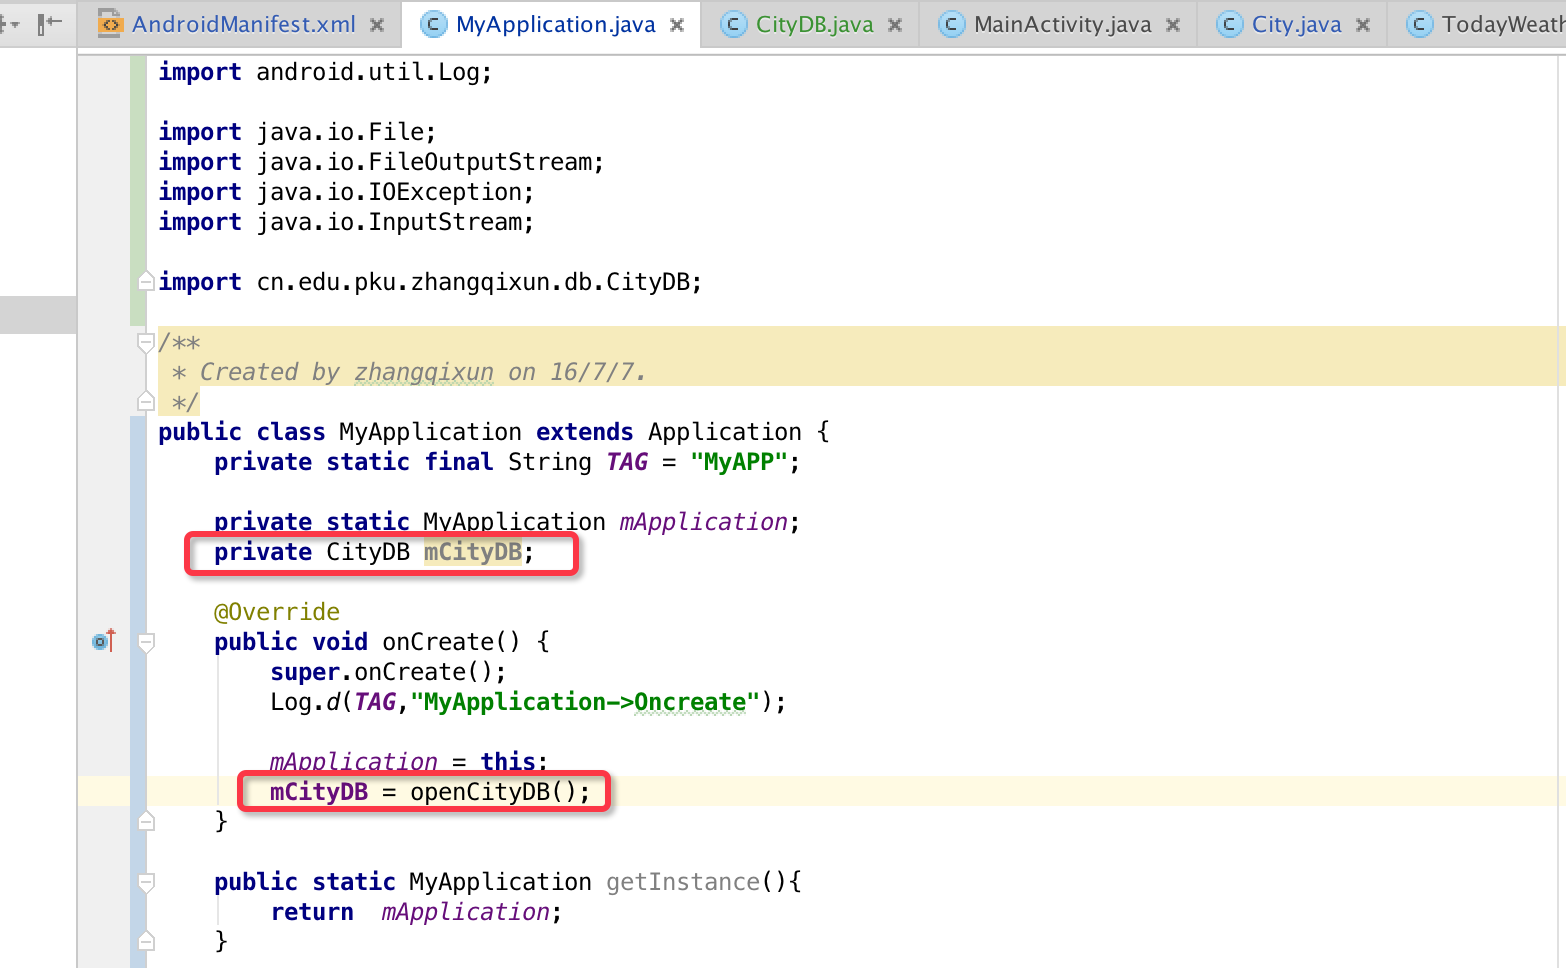 AndroidManifest.xml MyApplication.java CityDB.java MainActivity.java City.java TodayWeath
import android.util.Log;
import java.io.File;
import java.io.FileOutputStream;
import java.io.IOException;
import java.io.InputStream;
import cn.edu.pku.zhangqixun.db.CityDB;
/**
 * Created by zhangqixun on 16/7/7.
 */
public class MyApplication extends Application {
    private static final String TAG = "MyAPP";
    private static MyApplication mApplication;
    private CityDB mCityDB;
    @Override
    public void onCreate() {
        super.onCreate();
        Log.d(TAG,"MyApplication->Oncreate");
        mApplication = this;
        mCityDB = openCityDB();
    }
    public static MyApplication getInstance(){
        return  mApplication;
    }